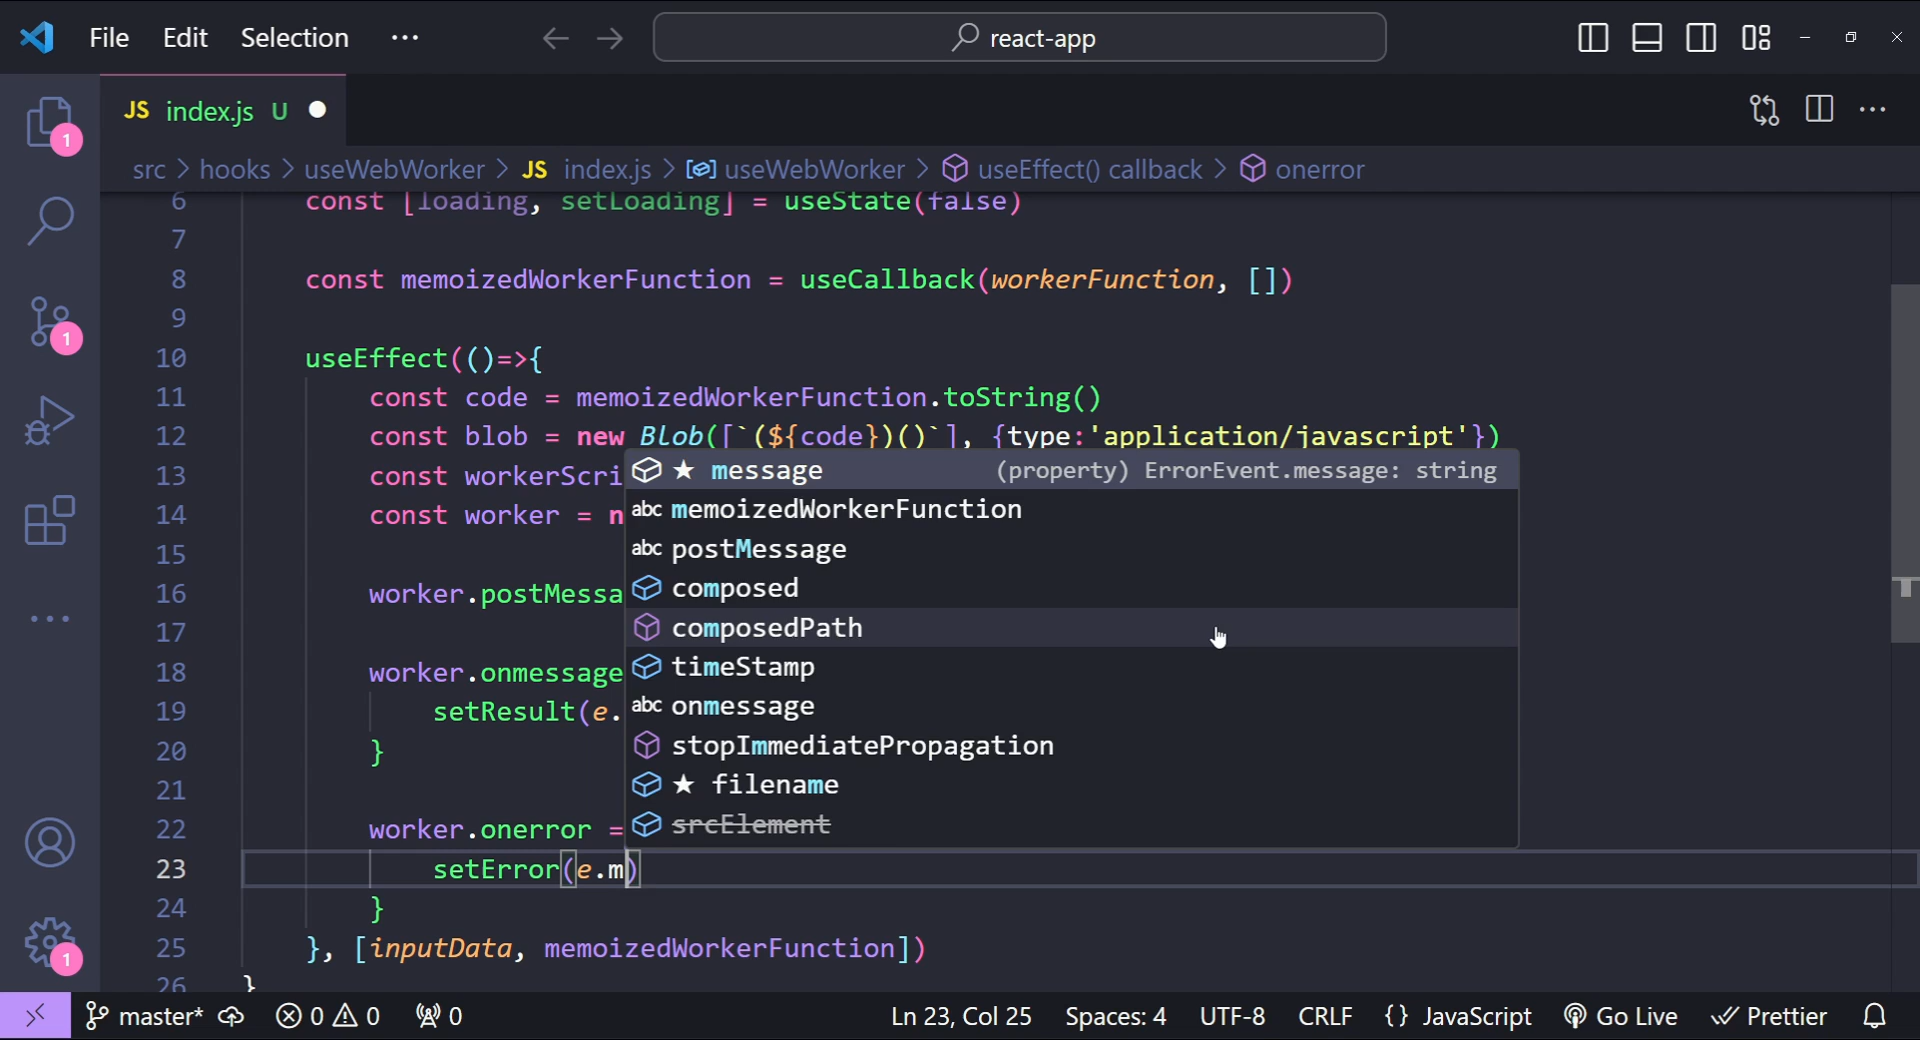 File Edit Selection ··· react-app
JS index.js U
src > hooks > useWebWorker > JS index.js > useWebWorker > useEffect() callback > onerror
6 const [loading, setLoading] = useState(false)
7
8 const memoizedWorkerFunction = useCallback(workerFunction, [])
9
10 useEffect(()=>{
11 const code = memoizedWorkerFunction.toString()
12 const blob = new Blob([`(${code})()`], {type:'application/javascript'})
13 const workerScri
14 const worker = n
15
16 worker.postMessa
17
18 worker.onmessage
19 setResult(e.
20 }
21
22 worker.onerror =
23 setError(e.m)
24 }
25 }, [inputData, memoizedWorkerFunction])
26 }
★ message (property) ErrorEvent.message: string
abc memoizedWorkerFunction
abc postMessage
composed
composedPath
timeStamp
abc onmessage
stopImmediatePropagation
★ filename
srcElement
1
1
1
master* 0 0 0 Ln 23, Col 25 Spaces: 4 UTF-8 CRLF {} JavaScript Go Live Prettier